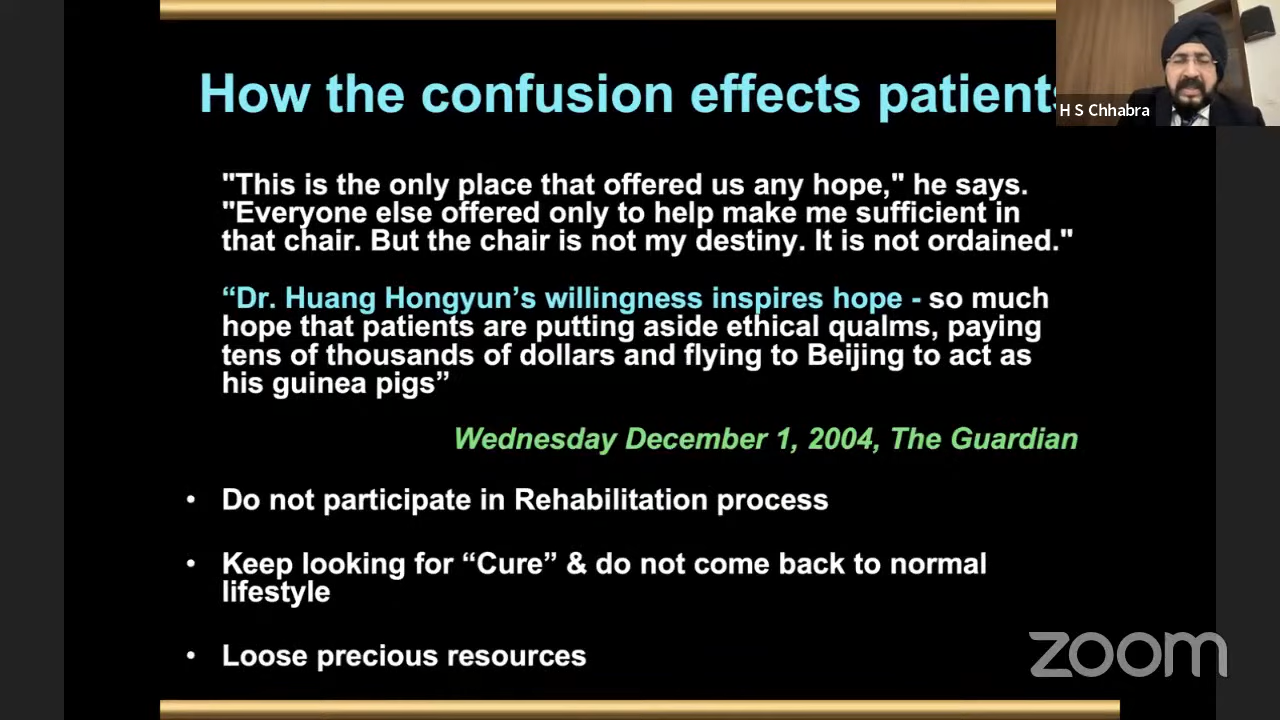 How the confusion effects patients
H S Chhabra
"This is the only place that offered us any hope," he says.
"Everyone else offered only to help make me sufficient in
that chair. But the chair is not my destiny. It is not ordained."
“Dr. Huang Hongyun’s willingness inspires hope - so much
hope that patients are putting aside ethical qualms, paying
tens of thousands of dollars and flying to Beijing to act as
his guinea pigs”
Wednesday December 1, 2004, The Guardian
• Do not participate in Rehabilitation process
• Keep looking for “Cure” & do not come back to normal
lifestyle
• Loose precious resources
zoom